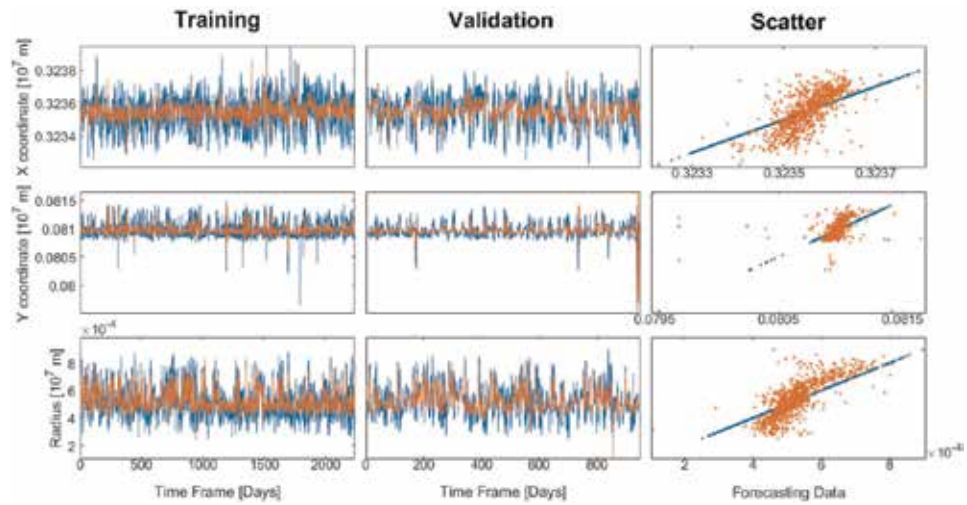 Training Validation Scatter
X coordinate [10⁷ m]
0.3238
0.3236
0.3234
0.3233 0.3235 0.3237
Y coordinate [10⁷ m]
0.0815
0.081
0.0805
0.08
0.0795 0.0805 0.0815
× 10⁻⁴
Radius [10⁷ m]
8
6
4
2
0 500 1000 1500 2000
0 200 400 600 800
2 4 6 8
Time Frame [Days] Time Frame [Days] Forecasting Data